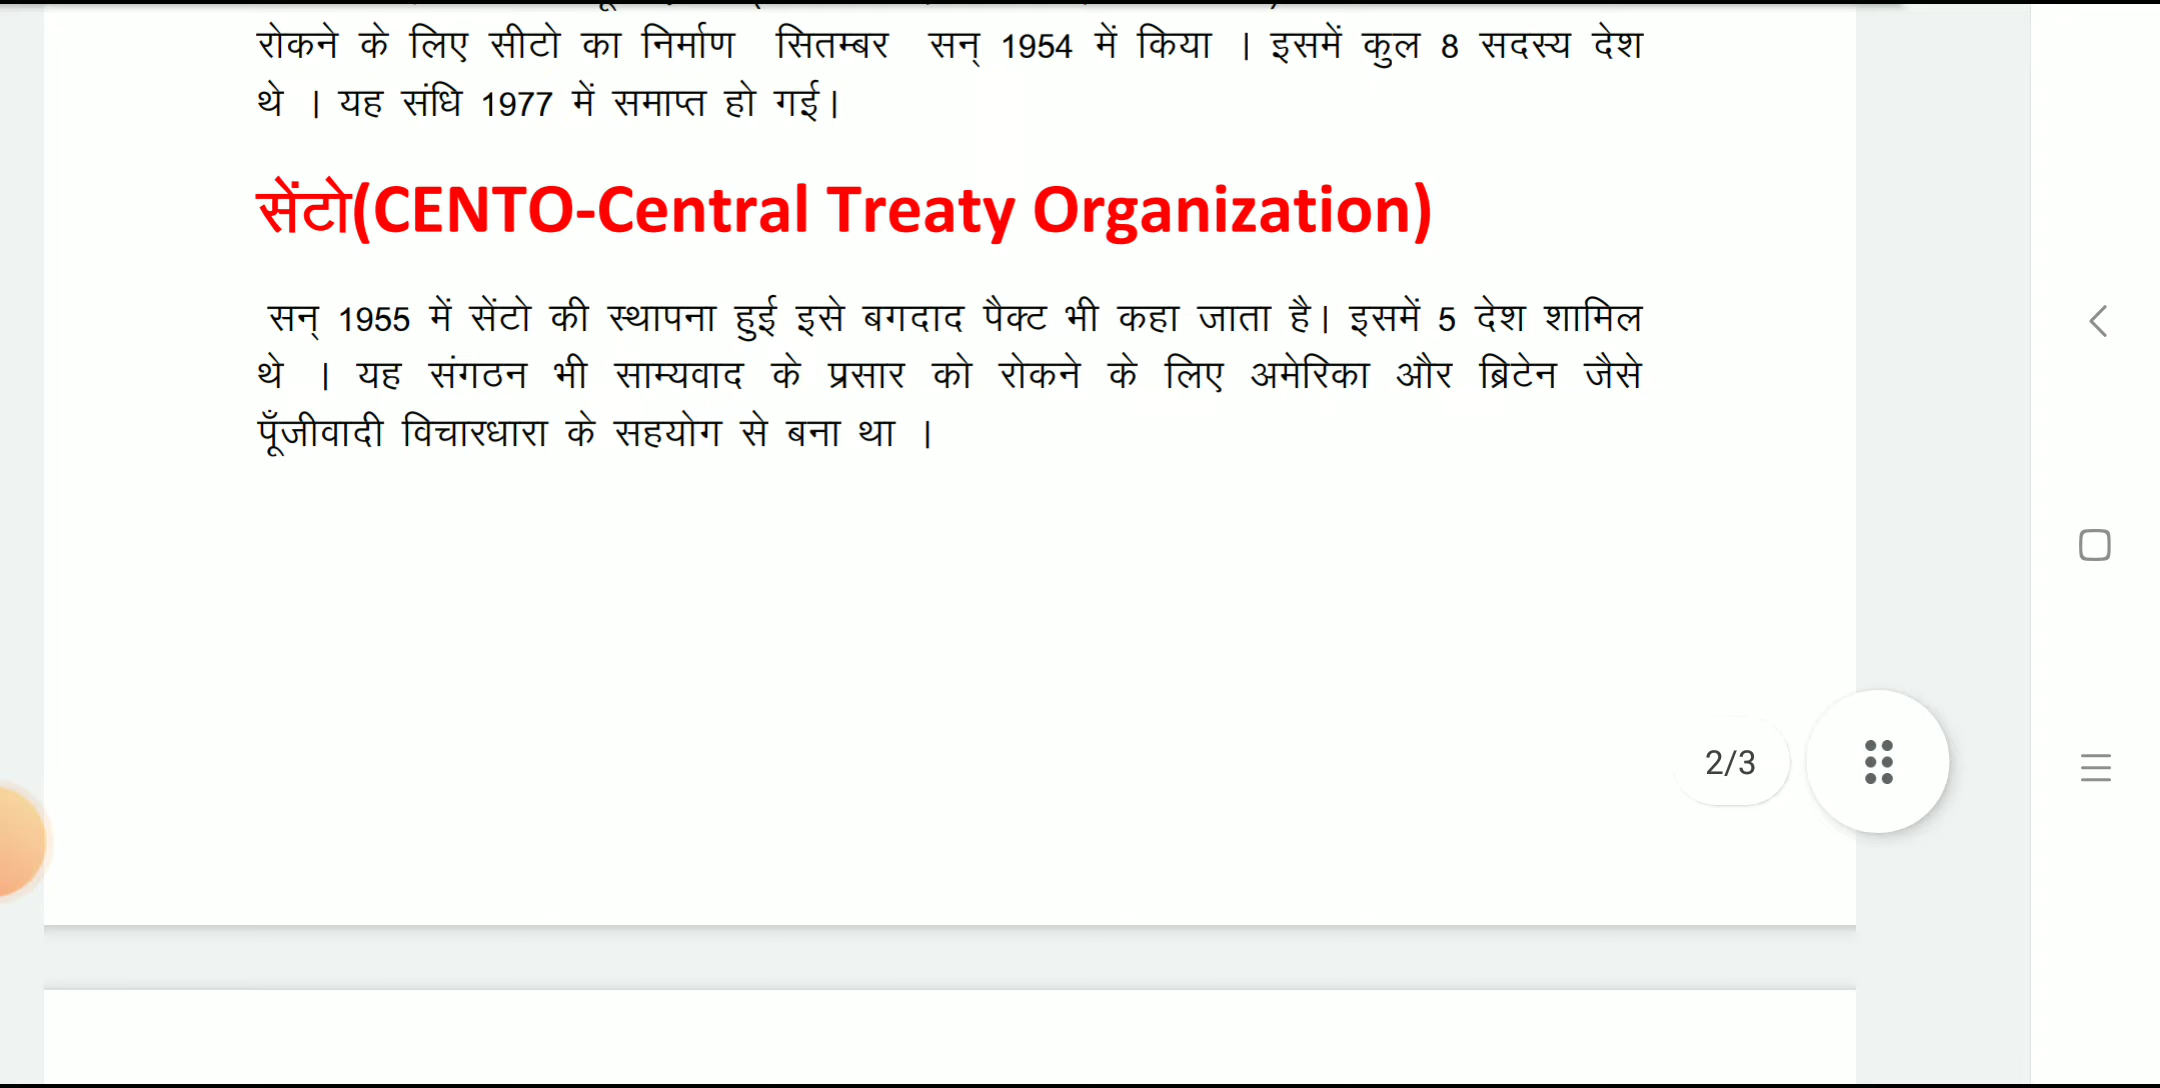 रोकने के लिए सीटो का निर्माण सितम्बर सन् 1954 में किया । इसमें कुल 8 सदस्य देश
थे । यह संधि 1977 में समाप्त हो गई।
सेंटो(CENTO-Central Treaty Organization)
सन् 1955 में सेंटो की स्थापना हुई इसे बगदाद पैक्ट भी कहा जाता है। इसमें 5 देश शामिल
थे । यह संगठन भी साम्यवाद के प्रसार को रोकने के लिए अमेरिका और ब्रिटेन जैसे
पूँजीवादी विचारधारा के सहयोग से बना था ।
2/3